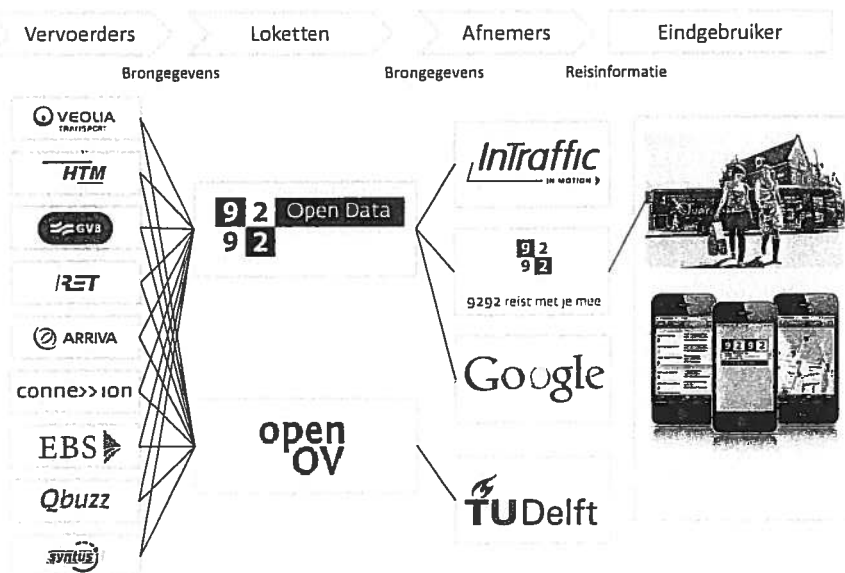 Vervoerders
Loketten
Afnemers
Eindgebruiker
Brongegevens
Brongegevens
Reisinformatie
VEOLIA
TRANSPORT
HTM
GVB
RET
ARRIVA
connexxion
EBS
Qbuzz
syntus
9 2 Open Data
9 2
open
OV
InTraffic
IN MOTION
9 2
9 2
9292 reist met je mee
Google
TU Delft
9292